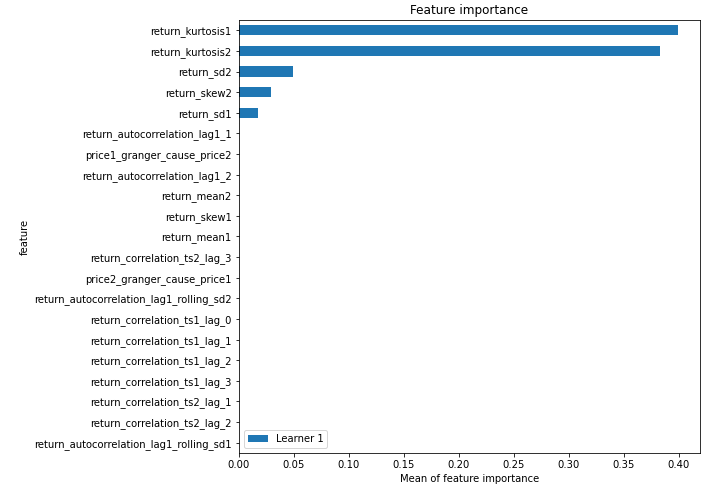 Feature importance
return_kurtosis1
return_kurtosis2
return_sd2
return_skew2
return_sd1
return_autocorrelation_lag1_1
price1_granger_cause_price2
return_autocorrelation_lag1_2
return_mean2
return_skew1
return_mean1
return_correlation_ts2_lag_3
price2_granger_cause_price1
return_autocorrelation_lag1_rolling_sd2
return_correlation_ts1_lag_0
return_correlation_ts1_lag_1
return_correlation_ts1_lag_2
return_correlation_ts1_lag_3
return_correlation_ts2_lag_1
return_correlation_ts2_lag_2
return_autocorrelation_lag1_rolling_sd1
feature
Learner 1
0.00 0.05 0.10 0.15 0.20 0.25 0.30 0.35 0.40
Mean of feature importance